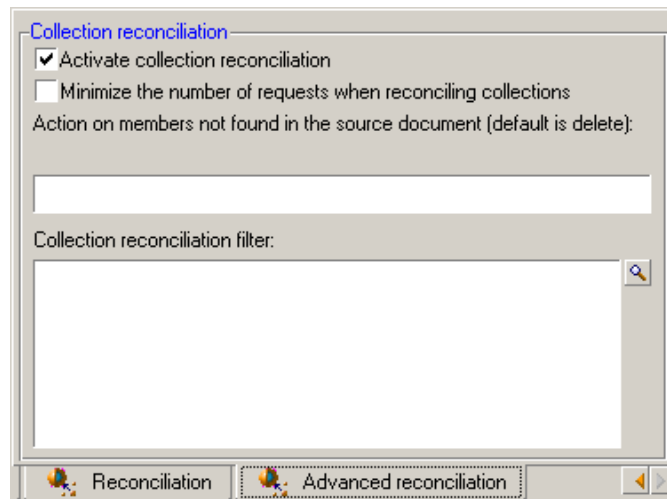 Collection reconciliation
Activate collection reconciliation
Minimize the number of requests when reconciling collections
Action on members not found in the source document (default is delete):
Collection reconciliation filter:
Reconciliation
Advanced reconciliation